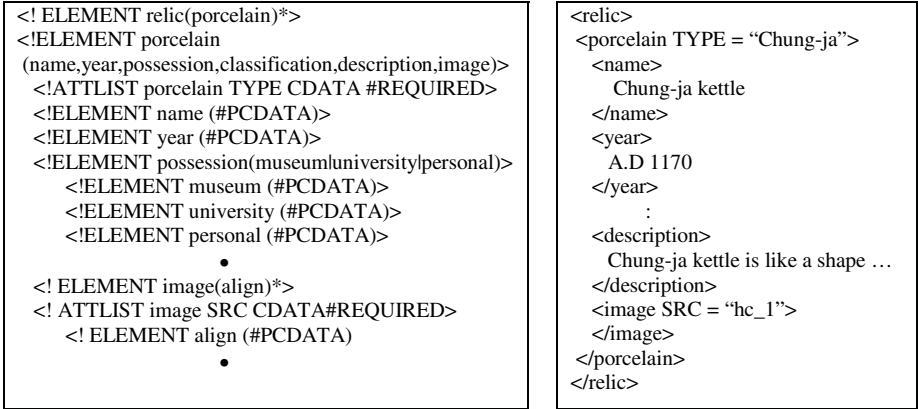 <! ELEMENT relic(porcelain)*>
<!ELEMENT porcelain
(name,year,possession,classification,description,image)>
<!ATTLIST porcelain TYPE CDATA #REQUIRED>
<!ELEMENT name (#PCDATA)>
<!ELEMENT year (#PCDATA)>
<!ELEMENT possession(museum|university|personal)>
<!ELEMENT museum (#PCDATA)>
<!ELEMENT university (#PCDATA)>
<!ELEMENT personal (#PCDATA)>
•
<! ELEMENT image(align)*>
<! ATTLIST image SRC CDATA#REQUIRED>
<! ELEMENT align (#PCDATA)
•
<relic>
<porcelain TYPE = “Chung-ja”>
<name>
Chung-ja kettle
</name>
<year>
A.D 1170
</year>
:
<description>
Chung-ja kettle is like a shape …
</description>
<image SRC = “hc_1”>
</image>
</porcelain>
</relic>